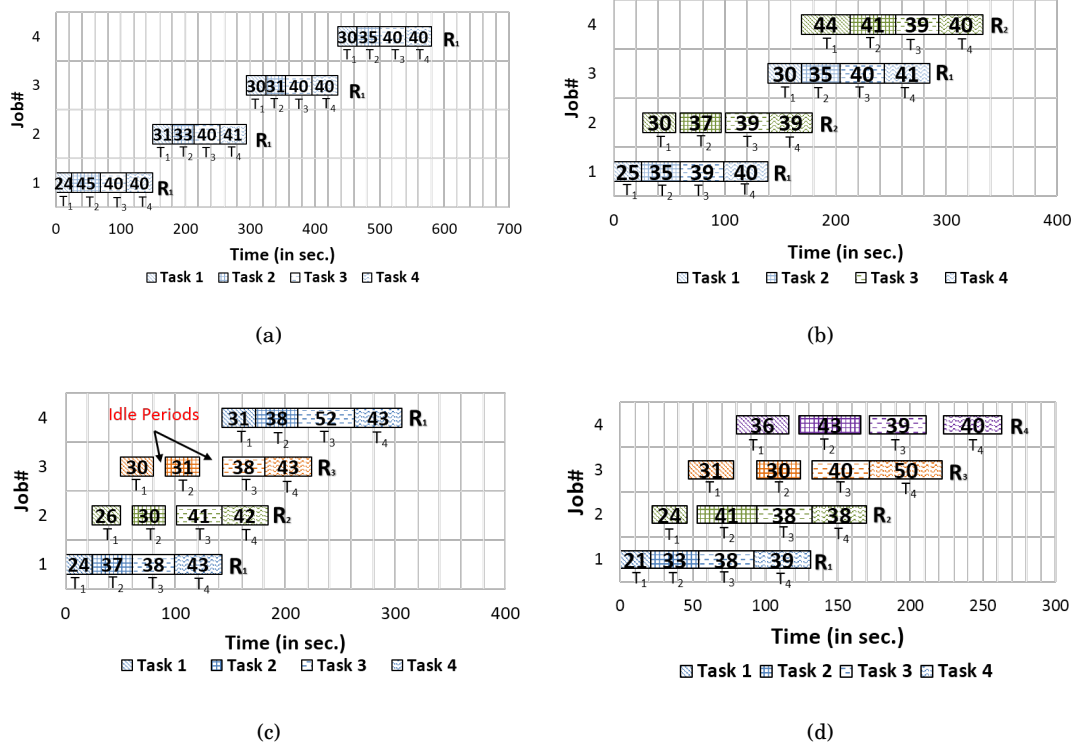 4
30 35 40 40 R₁
T₁ T₂ T₃ T₄
3
30 31 40 40 R₁
T₁ T₂ T₃ T₄
Job#
2
31 33 40 41 R₁
T₁ T₂ T₃ T₄
1
24 45 40 40 R₁
T₁ T₂ T₃ T₄
0 100 200 300 400 500 600 700
Time (in sec.)
Task 1 Task 2 Task 3 Task 4
(a)
4
44 41 39 40 R₂
T₁ T₂ T₃ T₄
3
30 35 40 41 R₁
T₁ T₂ T₃ T₄
Job#
2
30 37 39 39 R₂
T₁ T₂ T₃ T₄
1
25 35 39 40 R₁
T₁ T₂ T₃ T₄
0 100 200 300 400
Time (in sec.)
Task 1 Task 2 Task 3 Task 4
(b)
Idle Periods
4
31 38 52 43 R₁
T₁ T₂ T₃ T₄
3
30 31 38 43 R₃
T₁ T₂ T₃ T₄
Job#
2
26 30 41 42 R₂
T₁ T₂ T₃ T₄
1
24 37 38 43 R₁
T₁ T₂ T₃ T₄
0 100 200 300 400
Time (in sec.)
Task 1 Task 2 Task 3 Task 4
(c)
4
36 43 39 40 R₄
T₁ T₂ T₃ T₄
3
31 30 40 50 R₃
T₁ T₂ T₃ T₄
Job#
2
24 41 38 38 R₂
T₁ T₂ T₃ T₄
1
21 33 38 39 R₁
T₁ T₂ T₃ T₄
0 50 100 150 200 250 300
Time (in sec.)
Task 1 Task 2 Task 3 Task 4
(d)